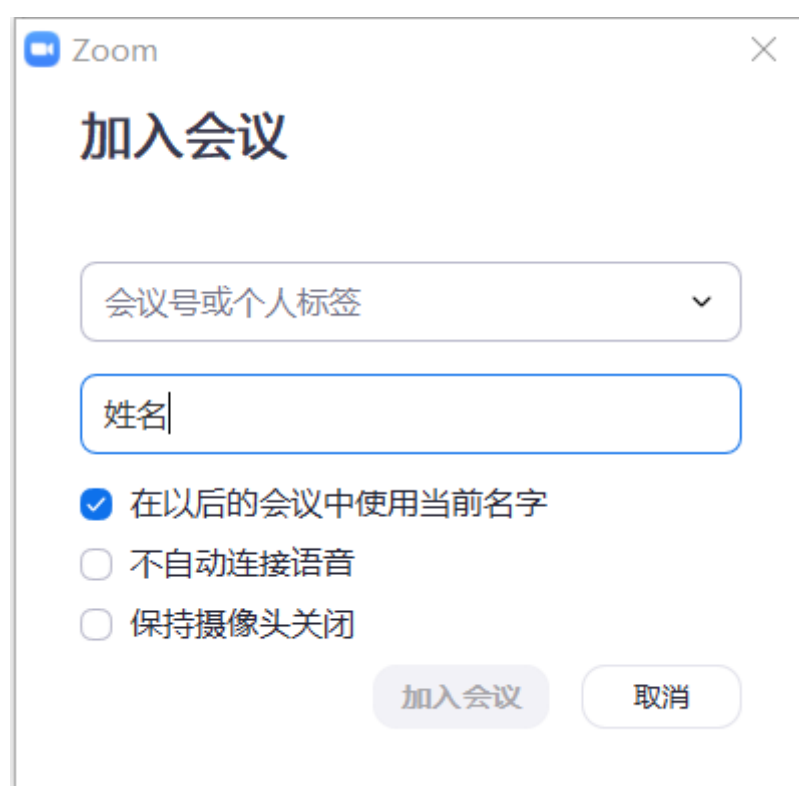 Zoom
加入会议
会议号或个人标签
姓名
在以后的会议中使用当前名字
不自动连接语音
保持摄像头关闭
加入会议 取消